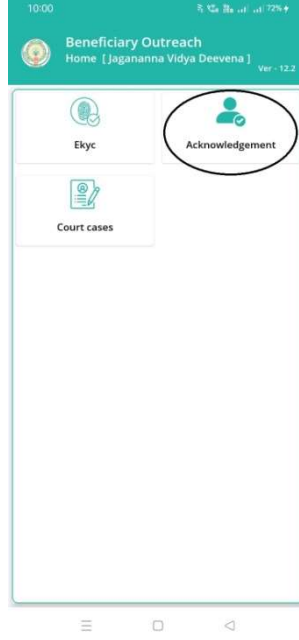 10:00
72%
Beneficiary Outreach
Home [ Jagananna Vidya Deevena ]
Ver - 12.2
Ekyc
Acknowledgement
Court cases